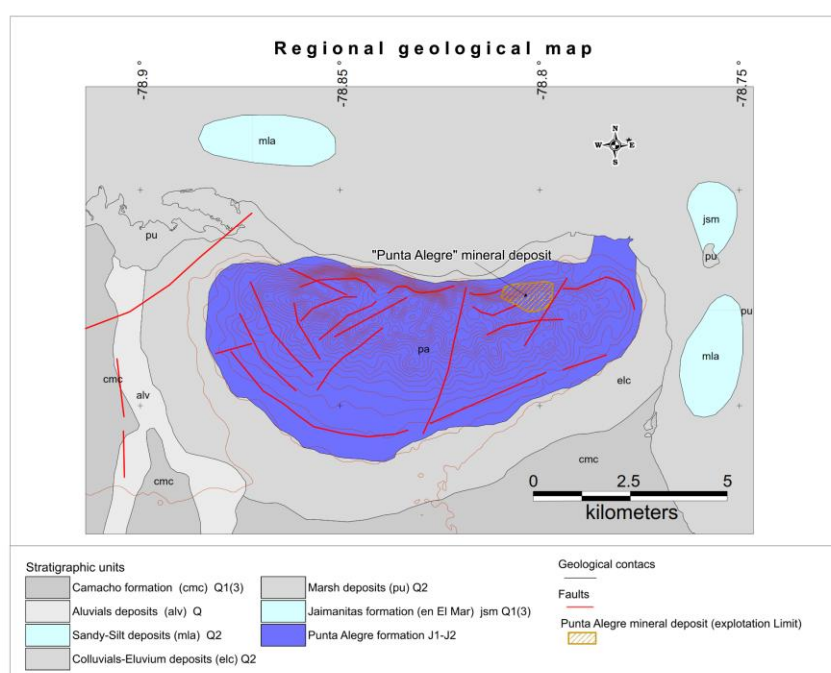 Regional geological map
-78.9
-78.85
-78.8
-78.75
mla
N
W E
S
jsm
pu
pu
"Punta Alegre" mineral deposit
pu
mla
pa
cmc
alv
elc
cmc
cmc
0 2.5 5
kilometers
Stratigraphic units
Camacho formation (cmc) Q1(3)
Aluvials deposits (alv) Q
Sandy-Silt deposits (mla) Q2
Colluvials-Eluvium deposits (elc) Q2
Marsh deposits (pu) Q2
Jaimanitas formation (en El Mar) jsm Q1(3)
Punta Alegre formation J1-J2
Geological contacs
Faults
Punta Alegre mineral deposit (explotation Limit)